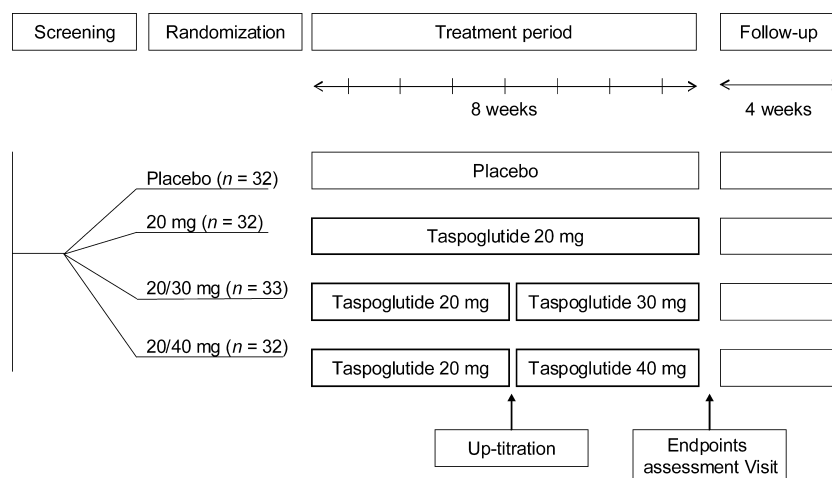 Screening
Randomization
Treatment period
Follow-up
8 weeks
4 weeks
Placebo (n = 32)
Placebo
20 mg (n = 32)
Taspoglutide 20 mg
20/30 mg (n = 33)
Taspoglutide 20 mg
Taspoglutide 30 mg
20/40 mg (n = 32)
Taspoglutide 20 mg
Taspoglutide 40 mg
Up-titration
Endpoints
assessment Visit